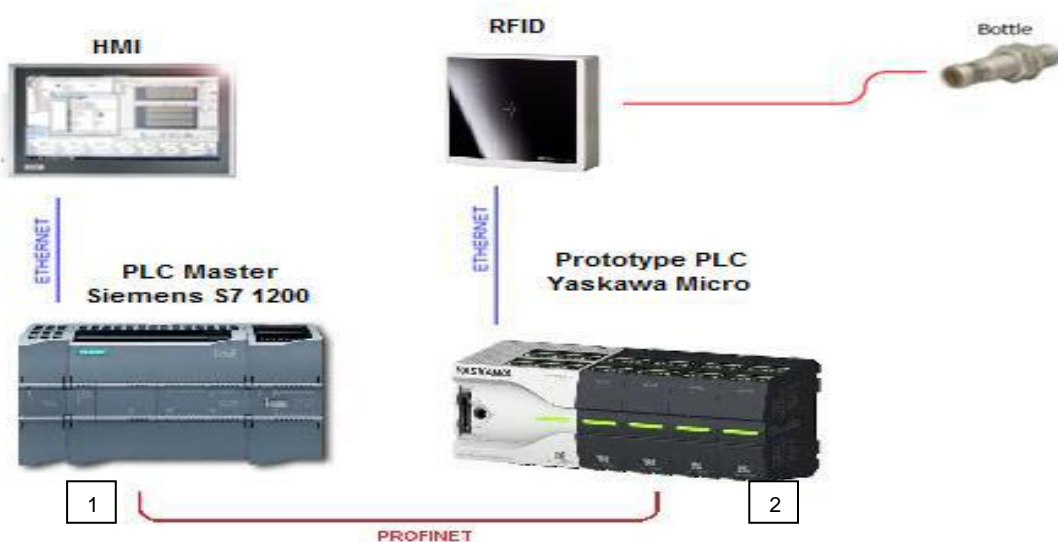 HMI
RFID
Bottle
ETHERNET
ETHERNET
PLC Master
Siemens S7 1200
Prototype PLC
Yaskawa Micro
YASKAWA
1
2
PROFINET